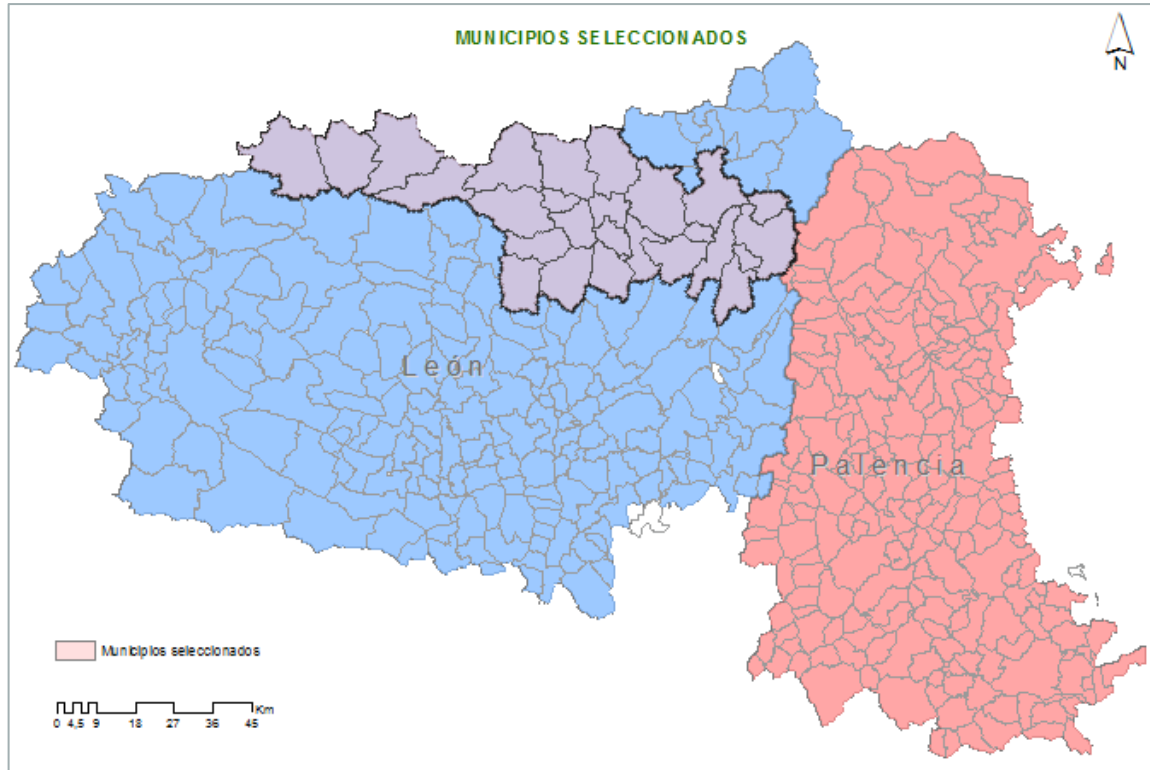 MUNICIPIOS SELECCIONADOS
N
León
Palencia
Municipios seleccionados
Km
0 4,5 9 18 27 36 45